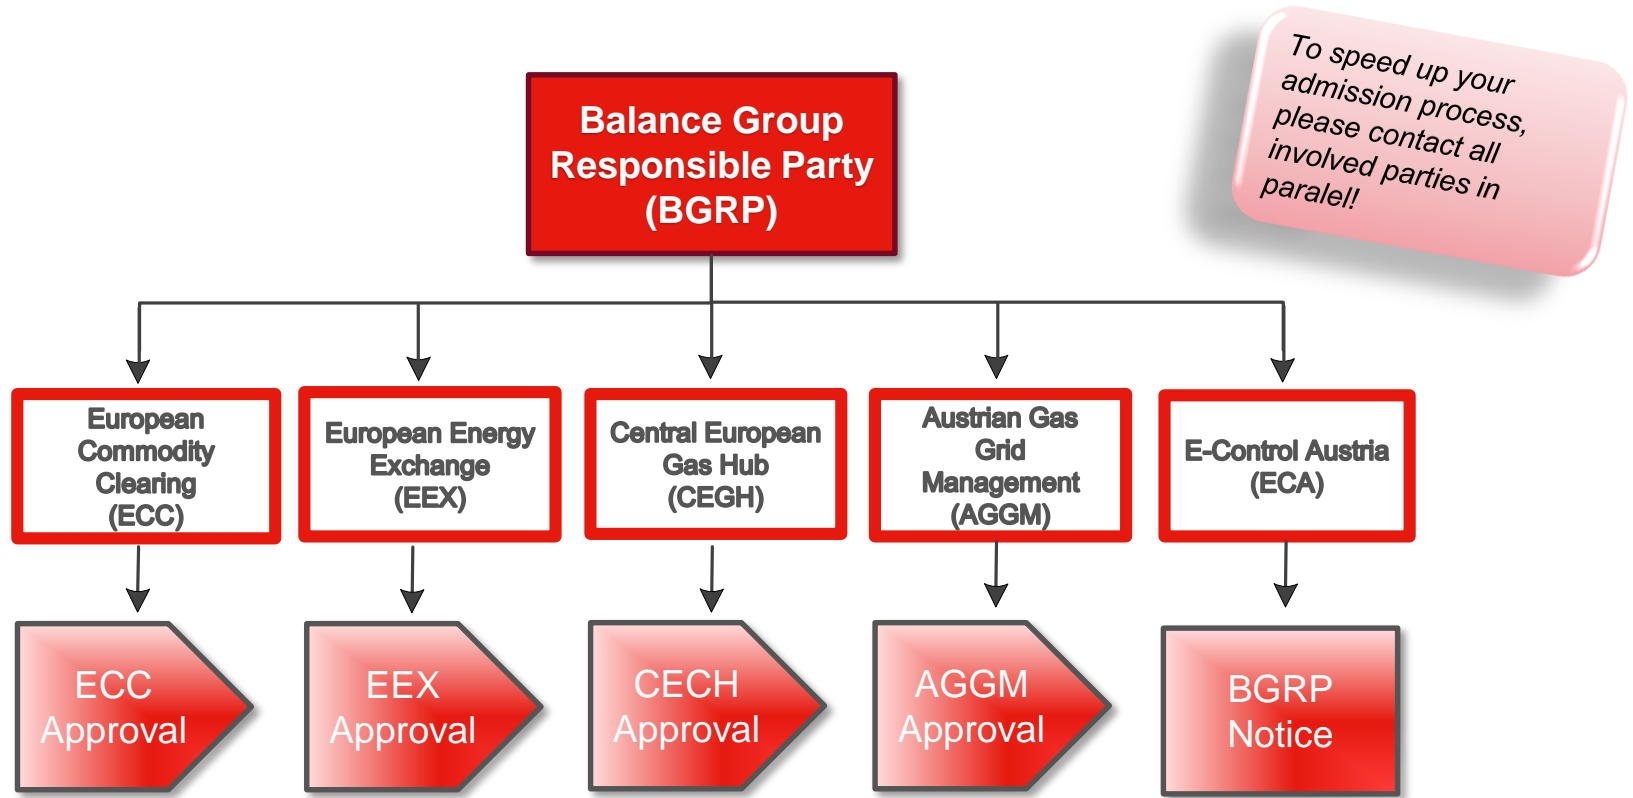 To speed up your
admission process,
please contact all
involved parties in
paralel!
Balance Group
Responsible Party
(BGRP)
European
Commodity
Clearing
(ECC)
European Energy
Exchange
(EEX)
Central European
Gas Hub
(CEGH)
Austrian Gas
Grid
Management
(AGGM)
E-Control Austria
(ECA)
ECC
Approval
EEX
Approval
CECH
Approval
AGGM
Approval
BGRP
Notice